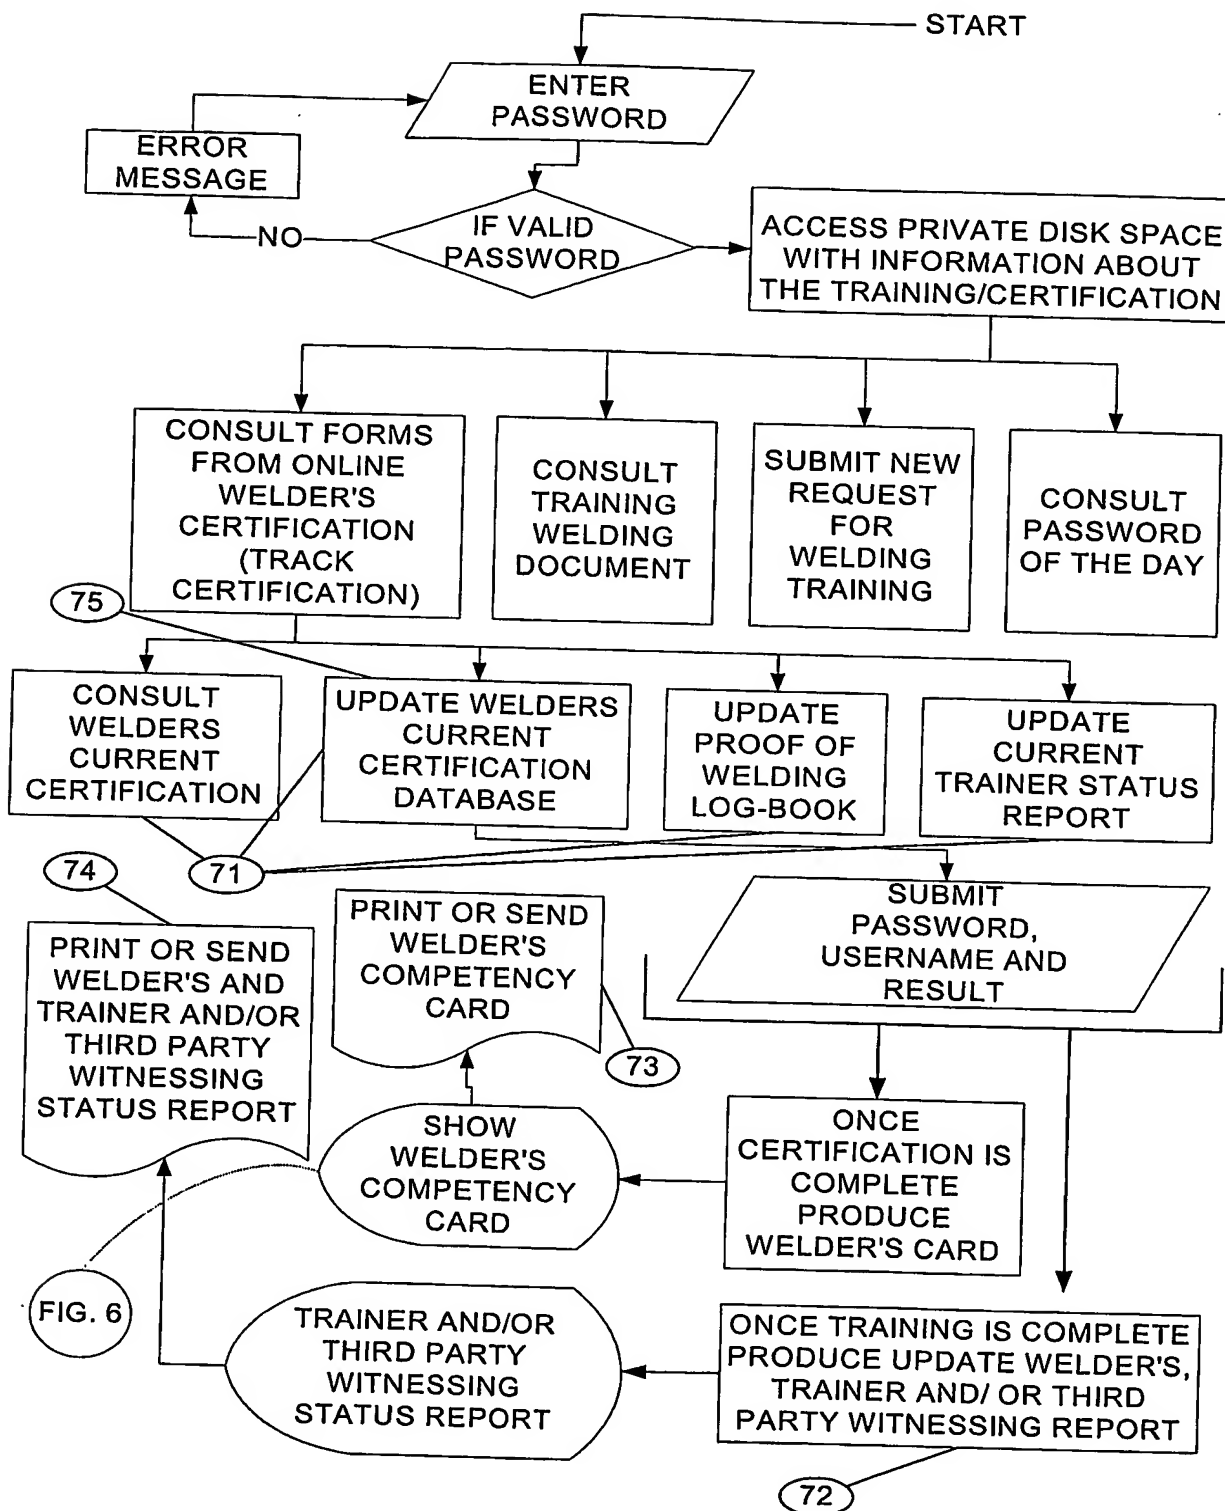 START
ENTER
PASSWORD
ERROR
MESSAGE
NO
IF VALID
PASSWORD
ACCESS PRIVATE DISK SPACE
WITH INFORMATION ABOUT
THE TRAINING/CERTIFICATION
CONSULT FORMS
FROM ONLINE
WELDER'S
CERTIFICATION
(TRACK
CERTIFICATION)
CONSULT
TRAINING
WELDING
DOCUMENT
SUBMIT NEW
REQUEST
FOR
WELDING
TRAINING
CONSULT
PASSWORD
OF THE DAY
75
CONSULT
WELDERS
CURRENT
CERTIFICATION
UPDATE WELDERS
CURRENT
CERTIFICATION
DATABASE
UPDATE
PROOF OF
WELDING
LOG-BOOK
UPDATE
CURRENT
TRAINER STATUS
REPORT
74
71
PRINT OR SEND
WELDER'S AND
TRAINER AND/OR
THIRD PARTY
WITNESSING
STATUS REPORT
PRINT OR SEND
WELDER'S
COMPETENCY
CARD
SUBMIT
PASSWORD,
USERNAME AND
RESULT
73
SHOW
WELDER'S
COMPETENCY
CARD
ONCE
CERTIFICATION IS
COMPLETE
PRODUCE
WELDER'S CARD
FIG. 6
TRAINER AND/OR
THIRD PARTY
WITNESSING
STATUS REPORT
ONCE TRAINING IS COMPLETE
PRODUCE UPDATE WELDER'S,
TRAINER AND/ OR THIRD
PARTY WITNESSING REPORT
72